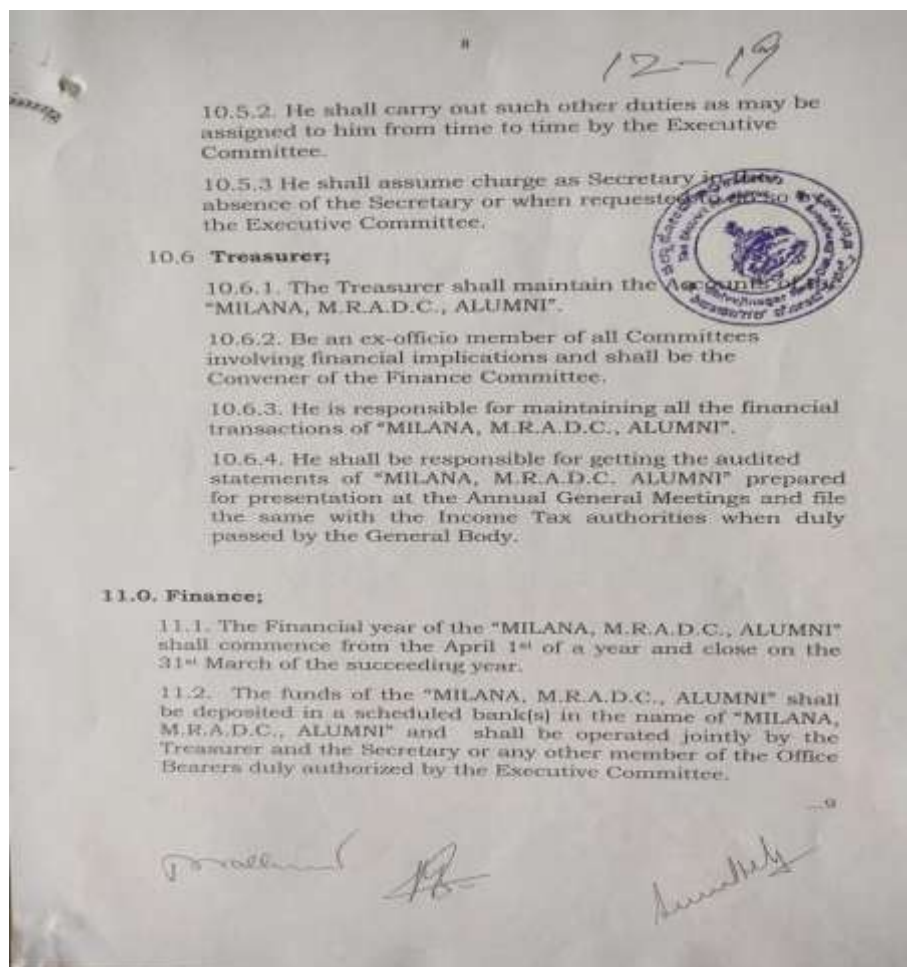 8
12-19
10.5.2. He shall carry out such other duties as may be
assigned to him from time to time by the Executive
Committee.
10.5.3 He shall assume charge as Secretary in
absence of the Secretary or when requested to do so
the Executive Committee.
10.6 Treasurer;
10.6.1. The Treasurer shall maintain the Accounts of
"MILANA, M.R.A.D.C., ALUMNI".
10.6.2. Be an ex-officio member of all Committees
involving financial implications and shall be the
Convener of the Finance Committee.
10.6.3. He is responsible for maintaining all the financial
transactions of "MILANA, M.R.A.D.C., ALUMNI".
10.6.4. He shall be responsible for getting the audited
statements of "MILANA, M.R.A.D.C. ALUMNI" prepared
for presentation at the Annual General Meetings and file
the same with the Income Tax authorities when duly
passed by the General Body.
11.0. Finance;
11.1. The Financial year of the "MILANA, M.R.A.D.C., ALUMNI"
shall commence from the April 1st of a year and close on the
31st March of the succeeding year.
11.2. The funds of the "MILANA, M.R.A.D.C., ALUMNI" shall
be deposited in a scheduled bank(s) in the name of "MILANA,
M.R.A.D.C., ALUMNI" and shall be operated jointly by the
Treasurer and the Secretary or any other member of the Office
Bearers duly authorized by the Executive Committee.
...9